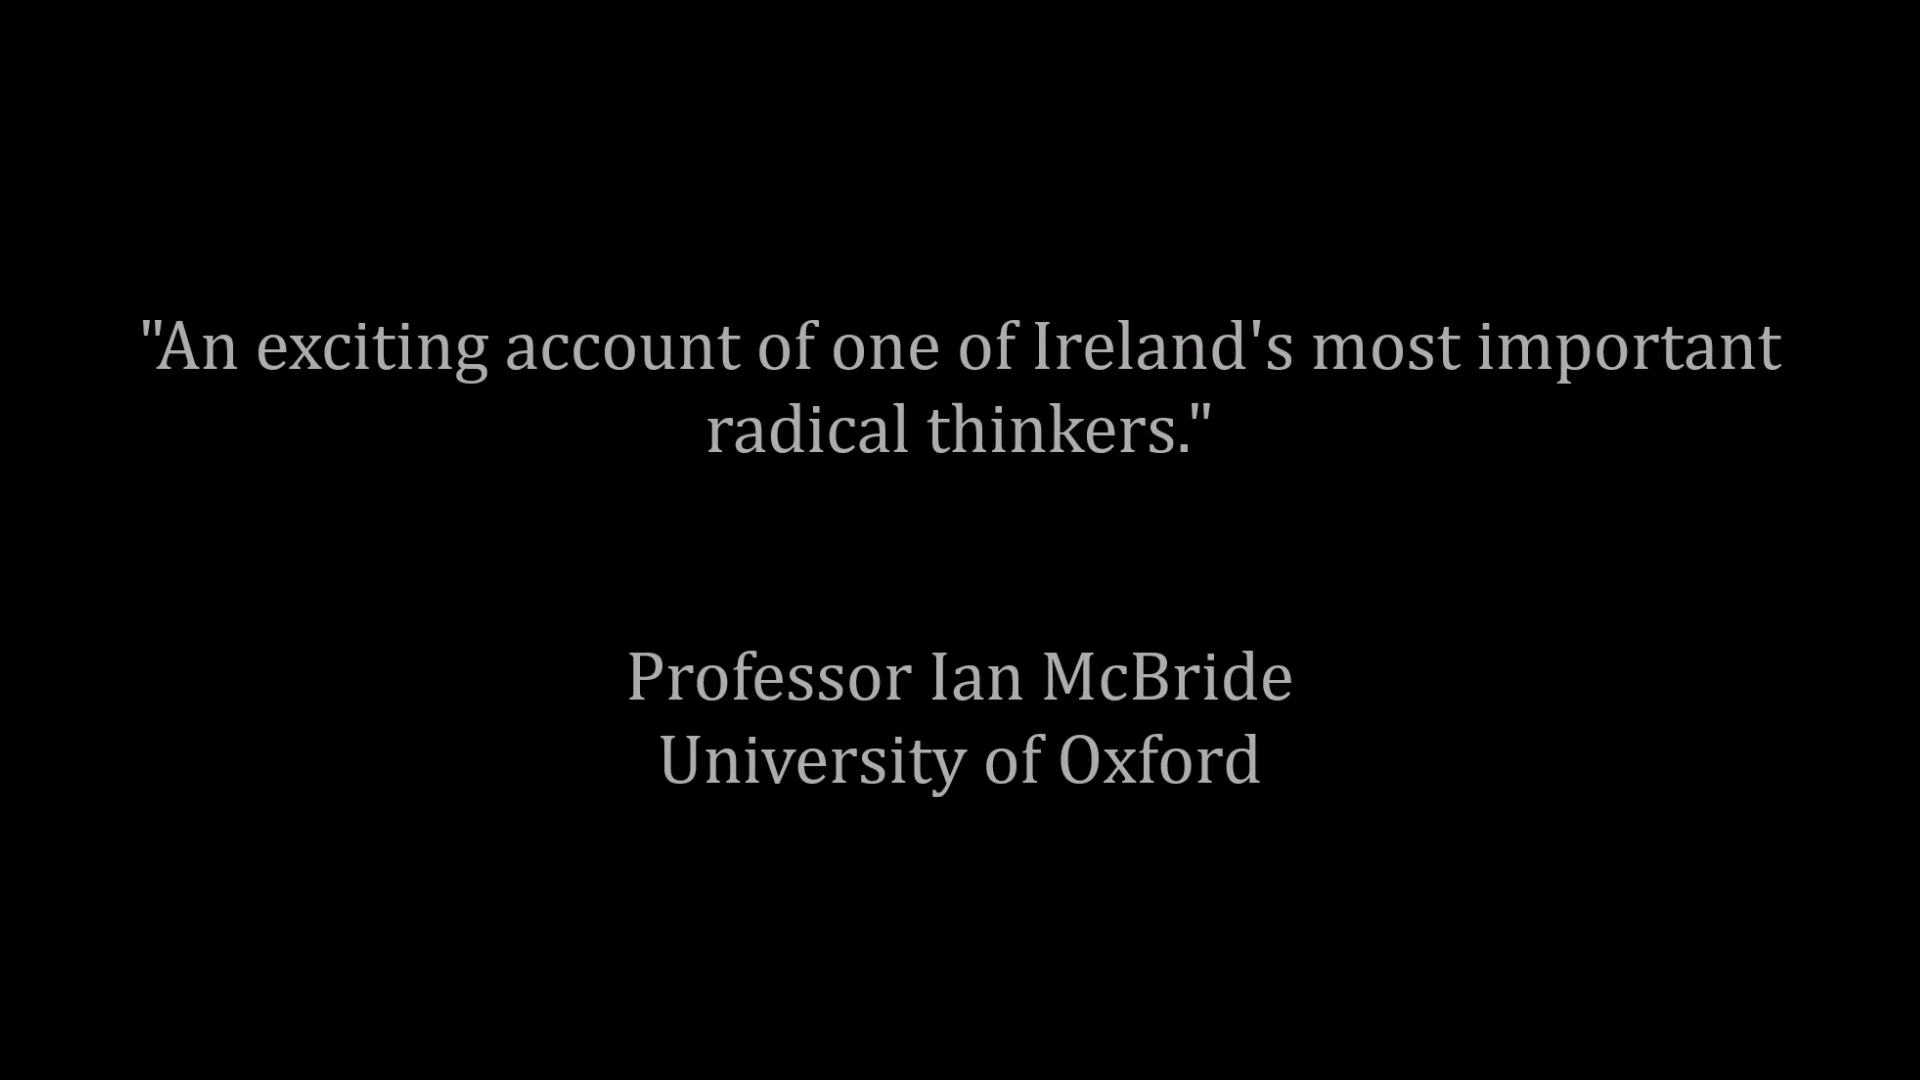 "An exciting account of one of Ireland's most important
radical thinkers."
Professor Ian McBride
University of Oxford